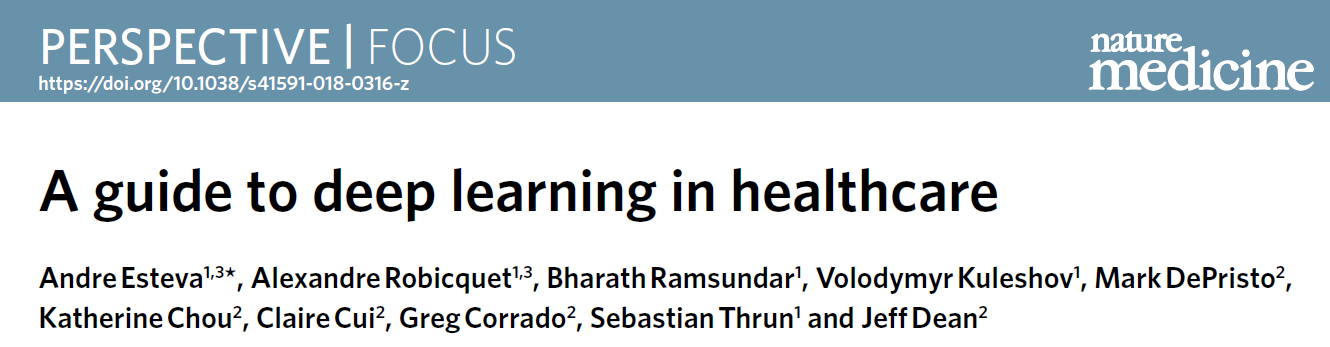 PERSPECTIVE | FOCUS
https://doi.org/10.1038/s41591-018-0316-z
nature
medicine
A guide to deep learning in healthcare
Andre Esteva1,3*, Alexandre Robicquet1,3, Bharath Ramsundar1, Volodymyr Kuleshov1, Mark DePristo2,
Katherine Chou2, Claire Cui2, Greg Corrado2, Sebastian Thrun1 and Jeff Dean2